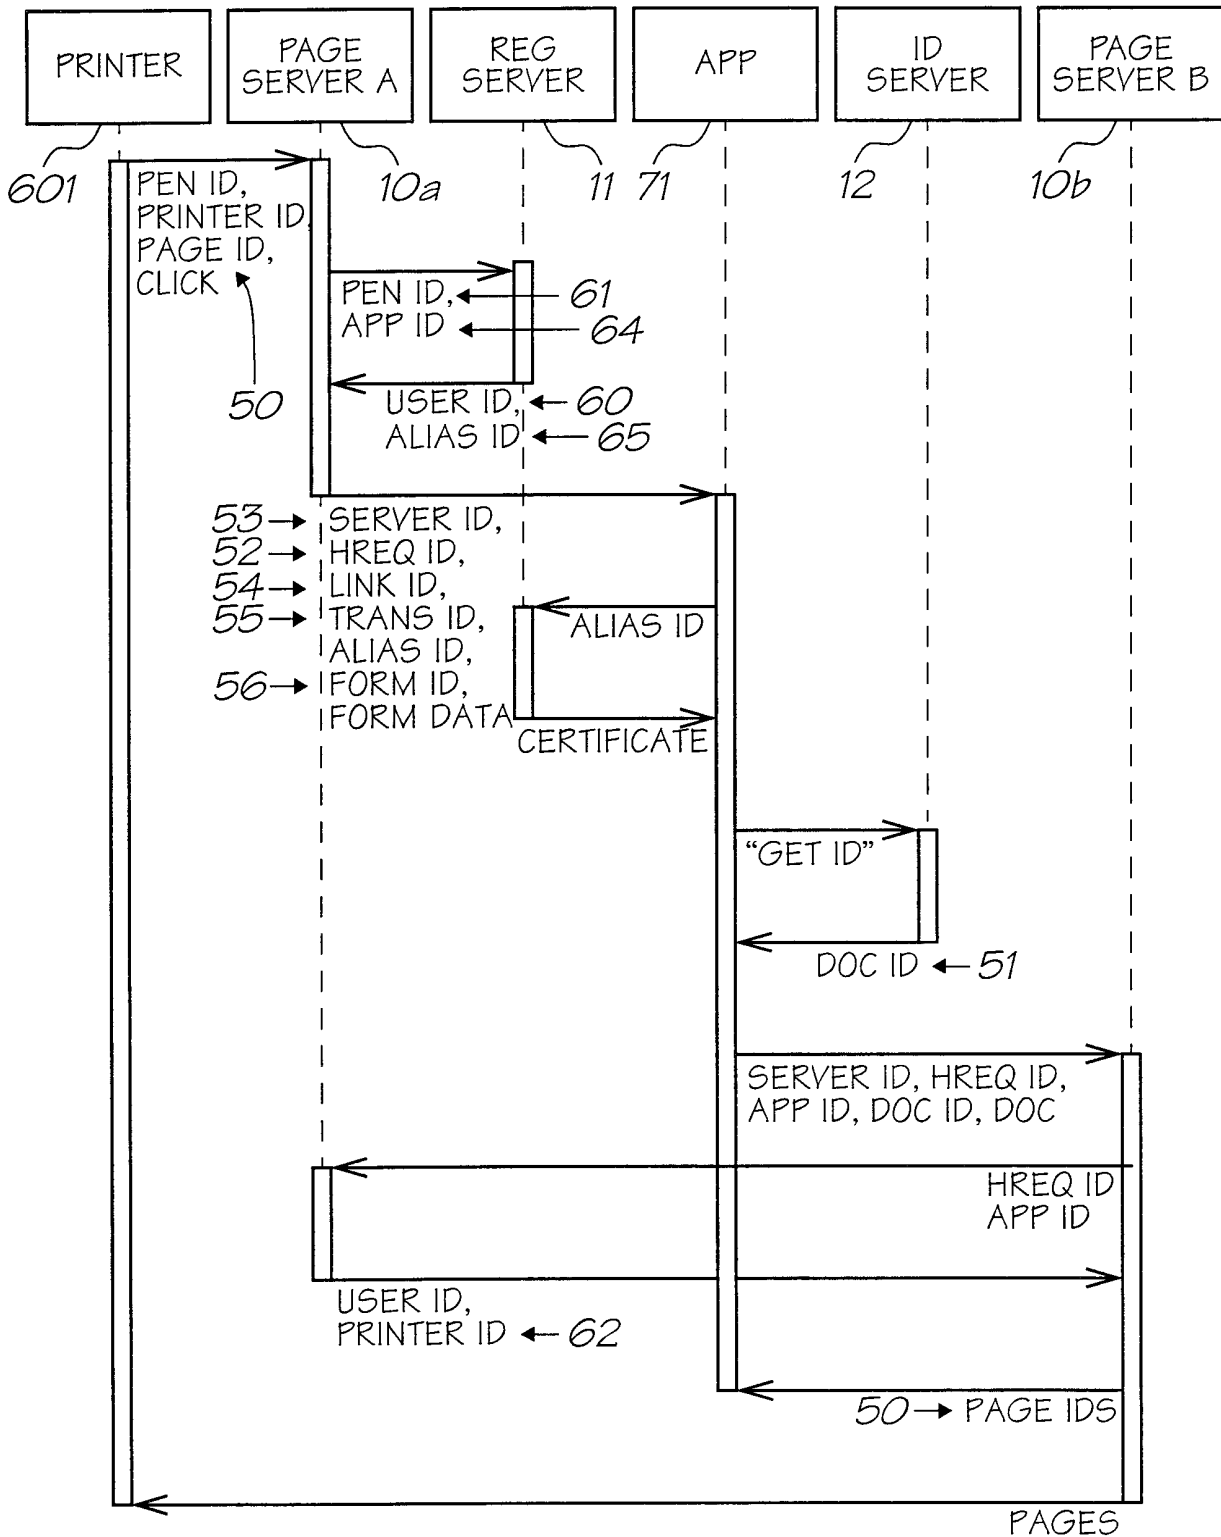 PRINTER
PAGE
SERVER A
REG
SERVER
APP
ID
SERVER
PAGE
SERVER B
601
10a
11
71
12
10b
PEN ID,
PRINTER ID,
PAGE ID,
CLICK
50
PEN ID,
61
APP ID
64
USER ID,
60
ALIAS ID
65
53
SERVER ID,
52
HREQ ID,
54
LINK ID,
55
TRANS ID,
ALIAS ID,
56
FORM ID,
FORM DATA
ALIAS ID
CERTIFICATE
“GET ID”
DOC ID
51
SERVER ID, HREQ ID,
APP ID, DOC ID, DOC
HREQ ID
APP ID
USER ID,
PRINTER ID
62
50
PAGE IDS
PAGES